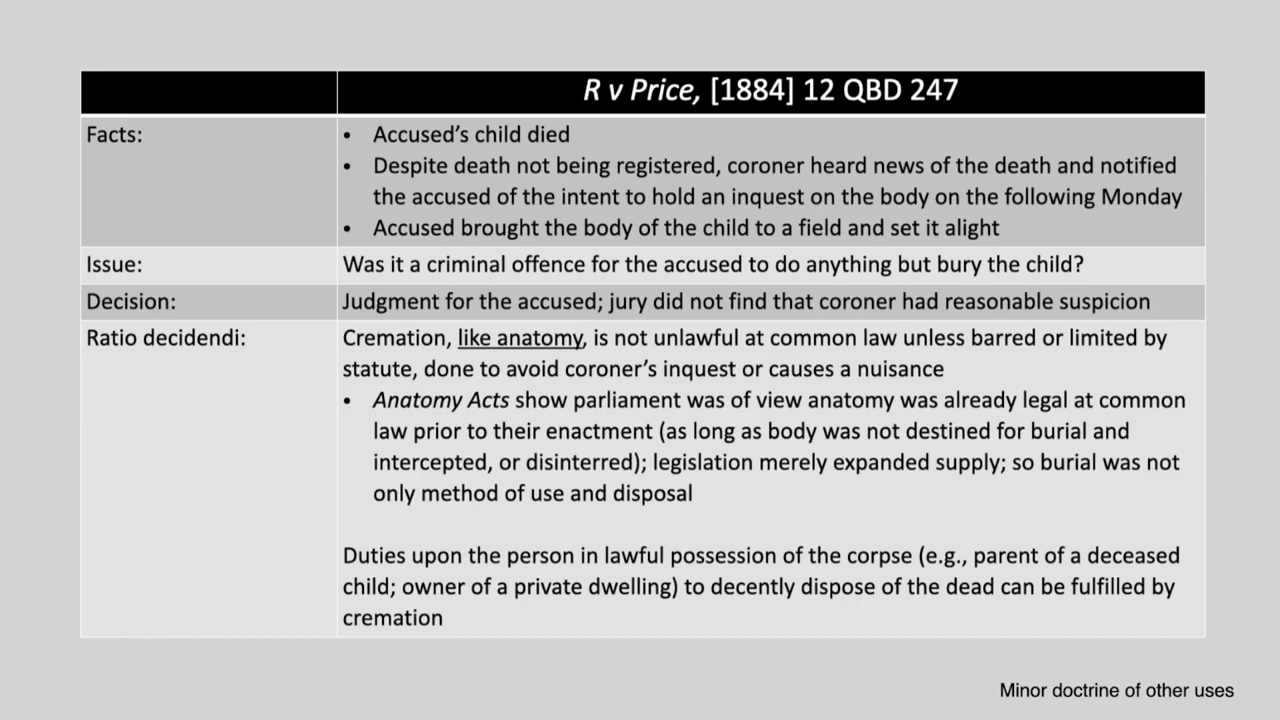 R v Price, [1884] 12 QBD 247
Facts:
• Accused’s child died
• Despite death not being registered, coroner heard news of the death and notified
the accused of the intent to hold an inquest on the body on the following Monday
• Accused brought the body of the child to a field and set it alight
Issue:
Was it a criminal offence for the accused to do anything but bury the child?
Decision:
Judgment for the accused; jury did not find that coroner had reasonable suspicion
Ratio decidendi:
Cremation, like anatomy, is not unlawful at common law unless barred or limited by
statute, done to avoid coroner’s inquest or causes a nuisance
• Anatomy Acts show parliament was of view anatomy was already legal at common
law prior to their enactment (as long as body was not destined for burial and
intercepted, or disinterred); legislation merely expanded supply; so burial was not
only method of use and disposal
Duties upon the person in lawful possession of the corpse (e.g., parent of a deceased
child; owner of a private dwelling) to decently dispose of the dead can be fulfilled by
cremation
Minor doctrine of other uses